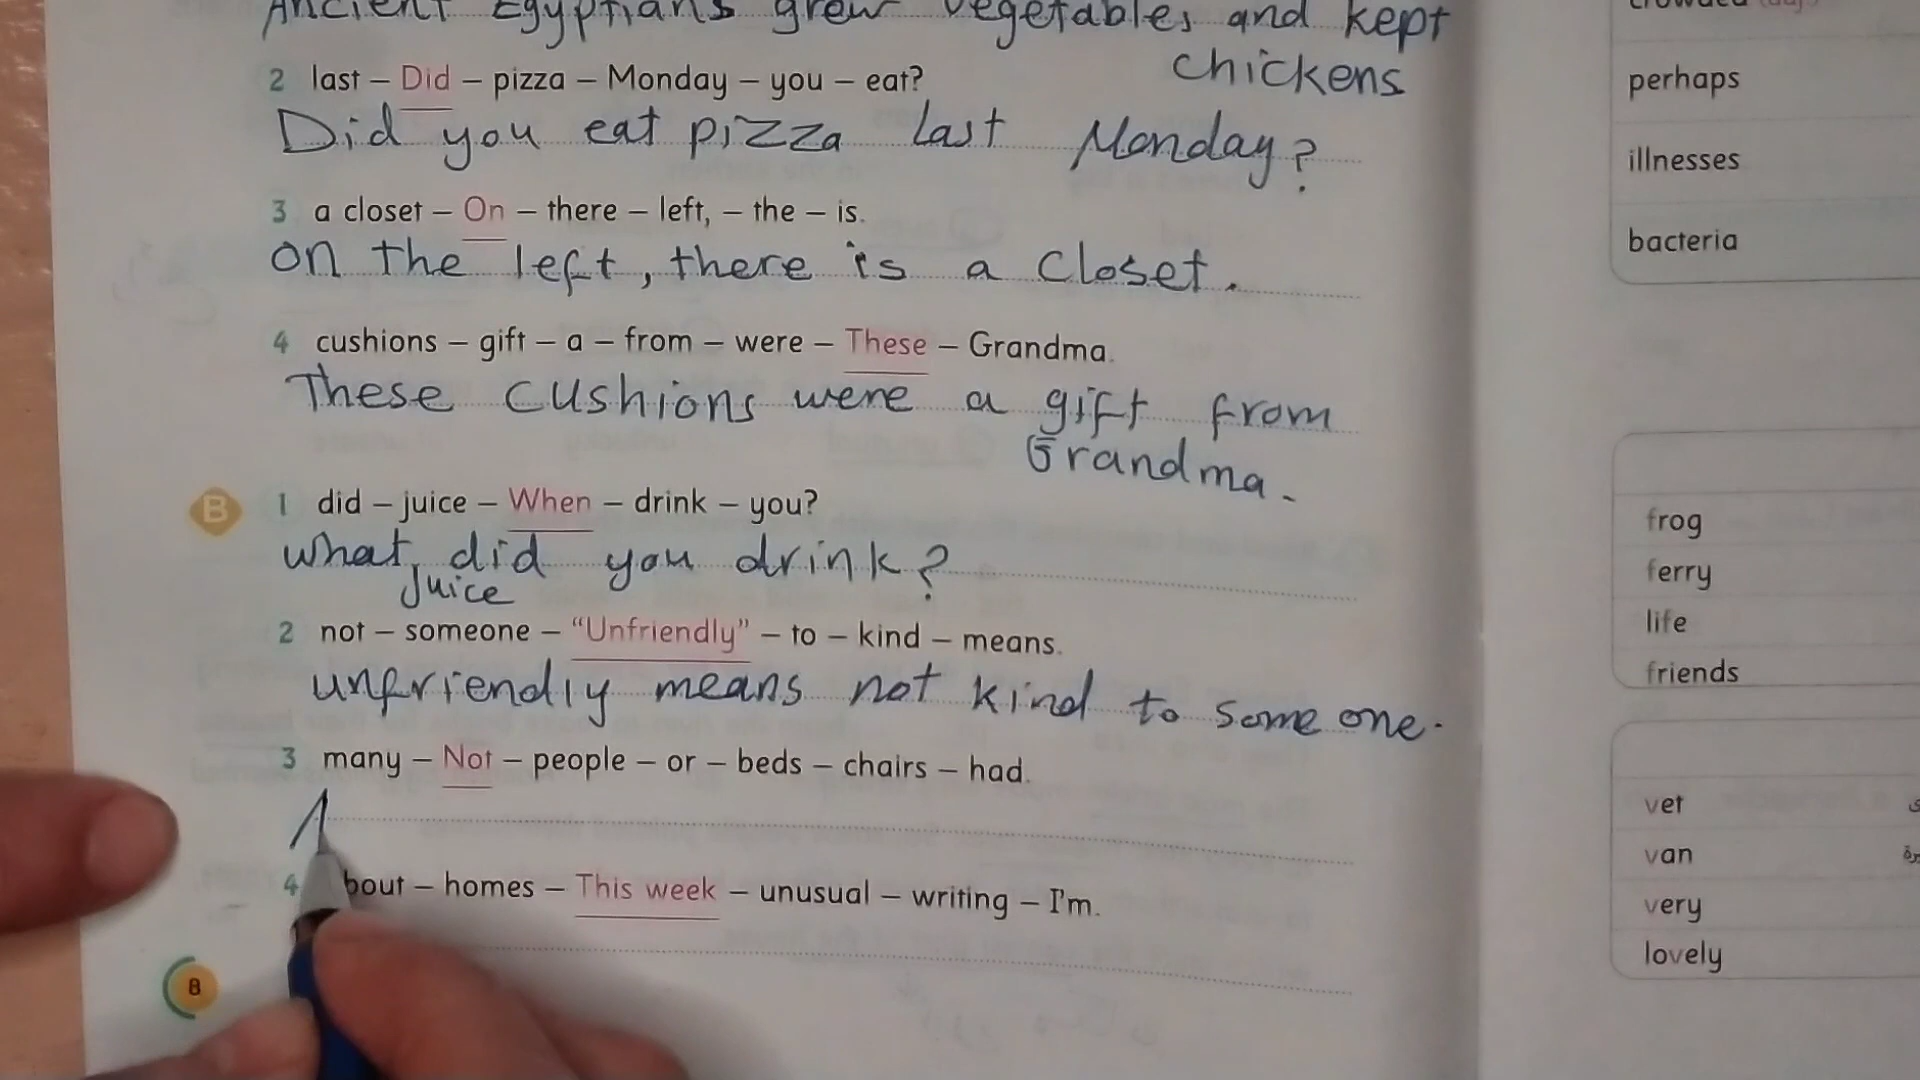 Ancient Egyptians grew vegetables and kept
chickens
2 last – Did – pizza – Monday – you – eat?
Did you eat pizza last Monday?
3 a closet – On – there – left, – the – is.
on the left, there is a closet.
4 cushions – gift – a – from – were – These – Grandma.
These cushions were a gift from
Grandma.
B 1 did – juice – When – drink – you?
what did you drink?
Juice
2 not – someone – “Unfriendly” – to – kind – means.
unfriendly means not kind to some one.
3 many – Not – people – or – beds – chairs – had.
4 bout – homes – This week – unusual – writing – I'm.
8
perhaps
illnesses
bacteria
frog
ferry
life
friends
vet
van
very
lovely